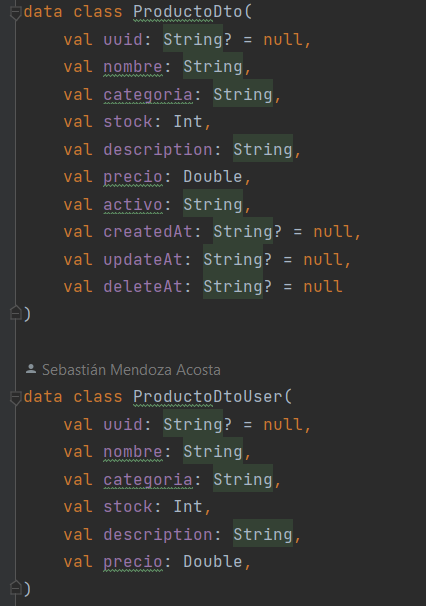 data class ProductoDto(
    val uuid: String? = null,
    val nombre: String,
    val categoria: String,
    val stock: Int,
    val description: String,
    val precio: Double,
    val activo: String,
    val createdAt: String? = null,
    val updateAt: String? = null,
    val deleteAt: String? = null
)
Sebastián Mendoza Acosta
data class ProductoDtoUser(
    val uuid: String? = null,
    val nombre: String,
    val categoria: String,
    val stock: Int,
    val description: String,
    val precio: Double,
)